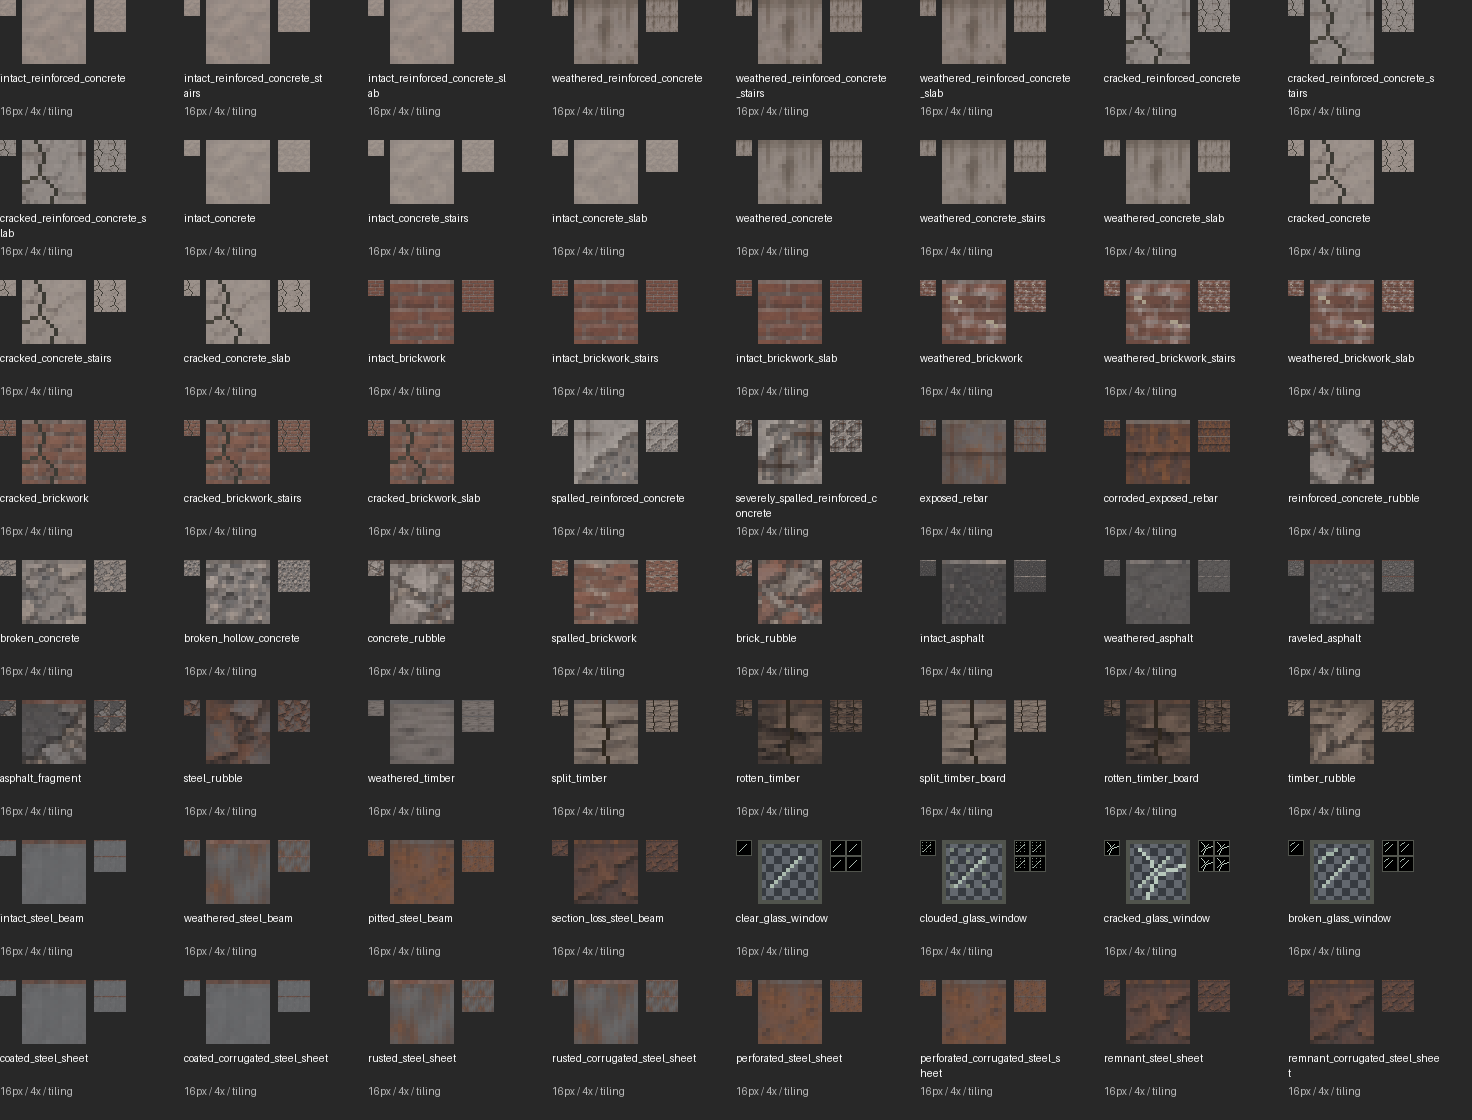 intact_reinforced_concrete
intact_reinforced_concrete_st
airs
intact_reinforced_concrete_sl
ab
weathered_reinforced_concrete
weathered_reinforced_concrete
_stairs
weathered_reinforced_concrete
_slab
cracked_reinforced_concrete
cracked_reinforced_concrete_s
tairs
16px / 4x / tiling
16px / 4x / tiling
16px / 4x / tiling
16px / 4x / tiling
16px / 4x / tiling
16px / 4x / tiling
16px / 4x / tiling
16px / 4x / tiling
cracked_reinforced_concrete_s
lab
intact_concrete
intact_concrete_stairs
intact_concrete_slab
weathered_concrete
weathered_concrete_stairs
weathered_concrete_slab
cracked_concrete
16px / 4x / tiling
16px / 4x / tiling
16px / 4x / tiling
16px / 4x / tiling
16px / 4x / tiling
16px / 4x / tiling
16px / 4x / tiling
16px / 4x / tiling
cracked_concrete_stairs
cracked_concrete_slab
intact_brickwork
intact_brickwork_stairs
intact_brickwork_slab
weathered_brickwork
weathered_brickwork_stairs
weathered_brickwork_slab
16px / 4x / tiling
16px / 4x / tiling
16px / 4x / tiling
16px / 4x / tiling
16px / 4x / tiling
16px / 4x / tiling
16px / 4x / tiling
16px / 4x / tiling
cracked_brickwork
cracked_brickwork_stairs
cracked_brickwork_slab
spalled_reinforced_concrete
severely_spalled_reinforced_c
oncrete
exposed_rebar
corroded_exposed_rebar
reinforced_concrete_rubble
16px / 4x / tiling
16px / 4x / tiling
16px / 4x / tiling
16px / 4x / tiling
16px / 4x / tiling
16px / 4x / tiling
16px / 4x / tiling
16px / 4x / tiling
broken_concrete
broken_hollow_concrete
concrete_rubble
spalled_brickwork
brick_rubble
intact_asphalt
weathered_asphalt
raveled_asphalt
16px / 4x / tiling
16px / 4x / tiling
16px / 4x / tiling
16px / 4x / tiling
16px / 4x / tiling
16px / 4x / tiling
16px / 4x / tiling
16px / 4x / tiling
asphalt_fragment
steel_rubble
weathered_timber
split_timber
rotten_timber
split_timber_board
rotten_timber_board
timber_rubble
16px / 4x / tiling
16px / 4x / tiling
16px / 4x / tiling
16px / 4x / tiling
16px / 4x / tiling
16px / 4x / tiling
16px / 4x / tiling
16px / 4x / tiling
intact_steel_beam
weathered_steel_beam
pitted_steel_beam
section_loss_steel_beam
clear_glass_window
clouded_glass_window
cracked_glass_window
broken_glass_window
16px / 4x / tiling
16px / 4x / tiling
16px / 4x / tiling
16px / 4x / tiling
16px / 4x / tiling
16px / 4x / tiling
16px / 4x / tiling
16px / 4x / tiling
coated_steel_sheet
coated_corrugated_steel_sheet
rusted_steel_sheet
rusted_corrugated_steel_sheet
perforated_steel_sheet
perforated_corrugated_steel_s
heet
remnant_steel_sheet
remnant_corrugated_steel_shee
t
16px / 4x / tiling
16px / 4x / tiling
16px / 4x / tiling
16px / 4x / tiling
16px / 4x / tiling
16px / 4x / tiling
16px / 4x / tiling
16px / 4x / tiling